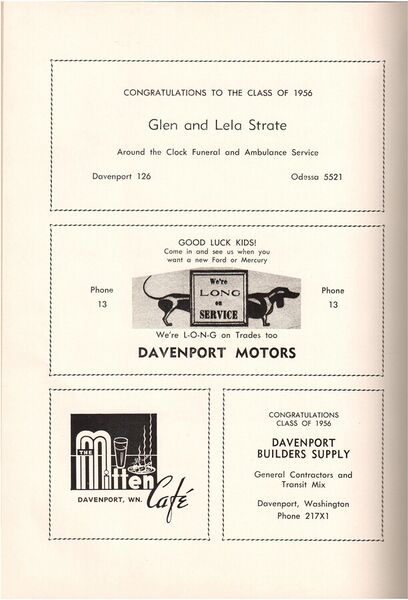 CONGRATULATIONS TO THE CLASS OF 1956
Glen and Lela Strate
Around the Clock Funeral and Ambulance Service
Davenport 126 Odessa 5521
GOOD LUCK KIDS!
Come in and see us when you
want a new Ford or Mercury
Phone
13
We're
LONG
on
SERVICE
Phone
13
We're L-O-N-G on Trades too
DAVENPORT MOTORS
THE
Mitten
DAVENPORT, WN.
Café
CONGRATULATIONS
CLASS OF 1956
DAVENPORT
BUILDERS SUPPLY
General Contractors and
Transit Mix
Davenport, Washington
Phone 217X1